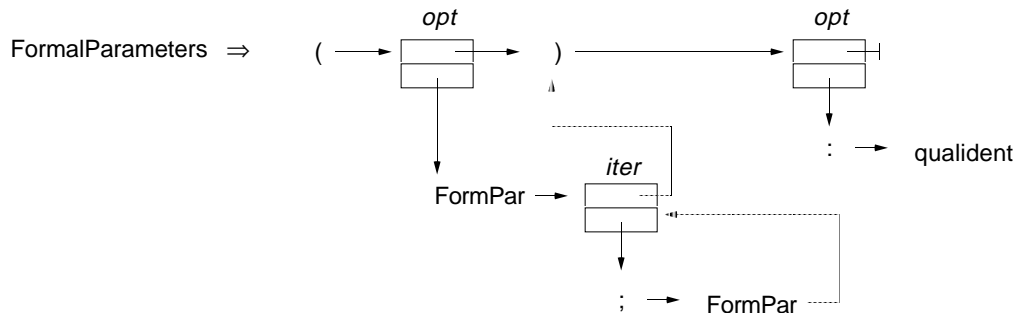 opt opt
FormalParameters ⇒ ( )
: qualident
iter
FormPar
; FormPar